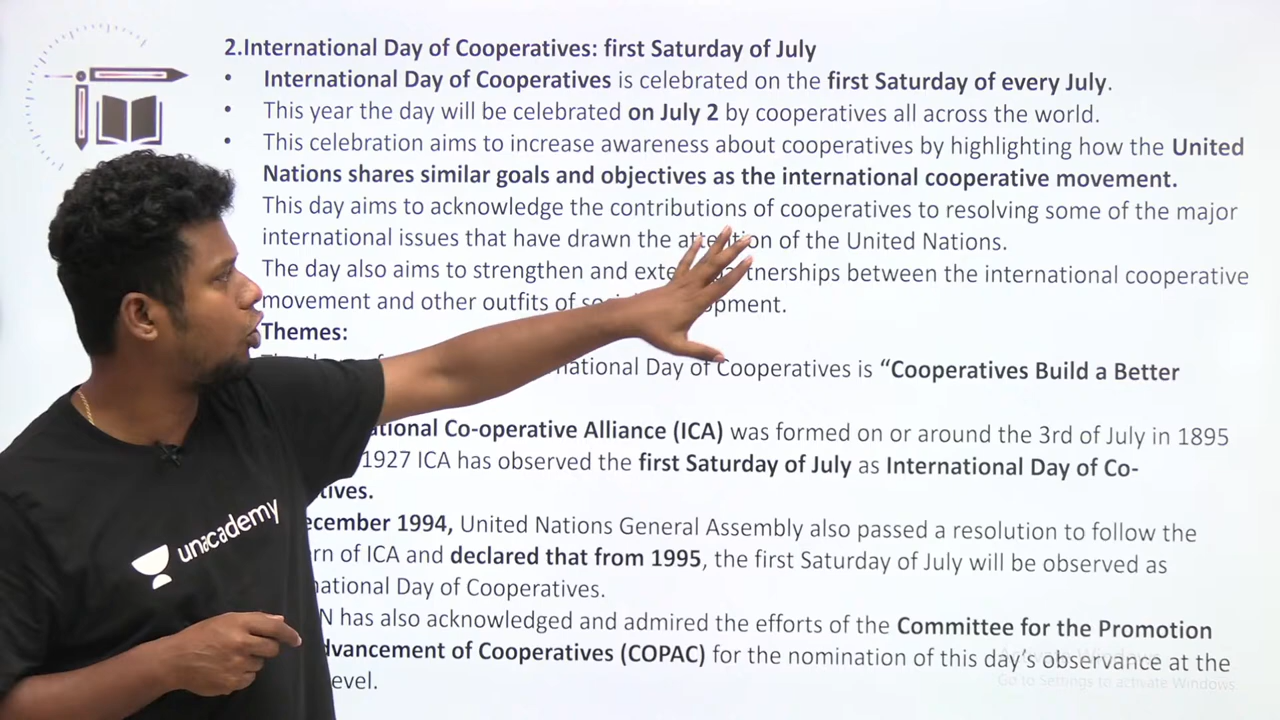 2.International Day of Cooperatives: first Saturday of July
• International Day of Cooperatives is celebrated on the first Saturday of every July.
• This year the day will be celebrated on July 2 by cooperatives all across the world.
• This celebration aims to increase awareness about cooperatives by highlighting how the United
Nations shares similar goals and objectives as the international cooperative movement.
This day aims to acknowledge the contributions of cooperatives to resolving some of the major
international issues that have drawn the attention of the United Nations.
The day also aims to strengthen and partnerships between the international cooperative
movement and other outfits of
Themes:
Day of Cooperatives is “Cooperatives Build a Better
Co-operative Alliance (ICA) was formed on or around the 3rd of July in 1895
1927 ICA has observed the first Saturday of July as International Day of Co-
1994, United Nations General Assembly also passed a resolution to follow the
of ICA and declared that from 1995, the first Saturday of July will be observed as
Day of Cooperatives.
has also acknowledged and admired the efforts of the Committee for the Promotion
of Cooperatives (COPAC) for the nomination of this day's observance at the
unacademy
Activate Windows
Go to Settings to activate Windows.